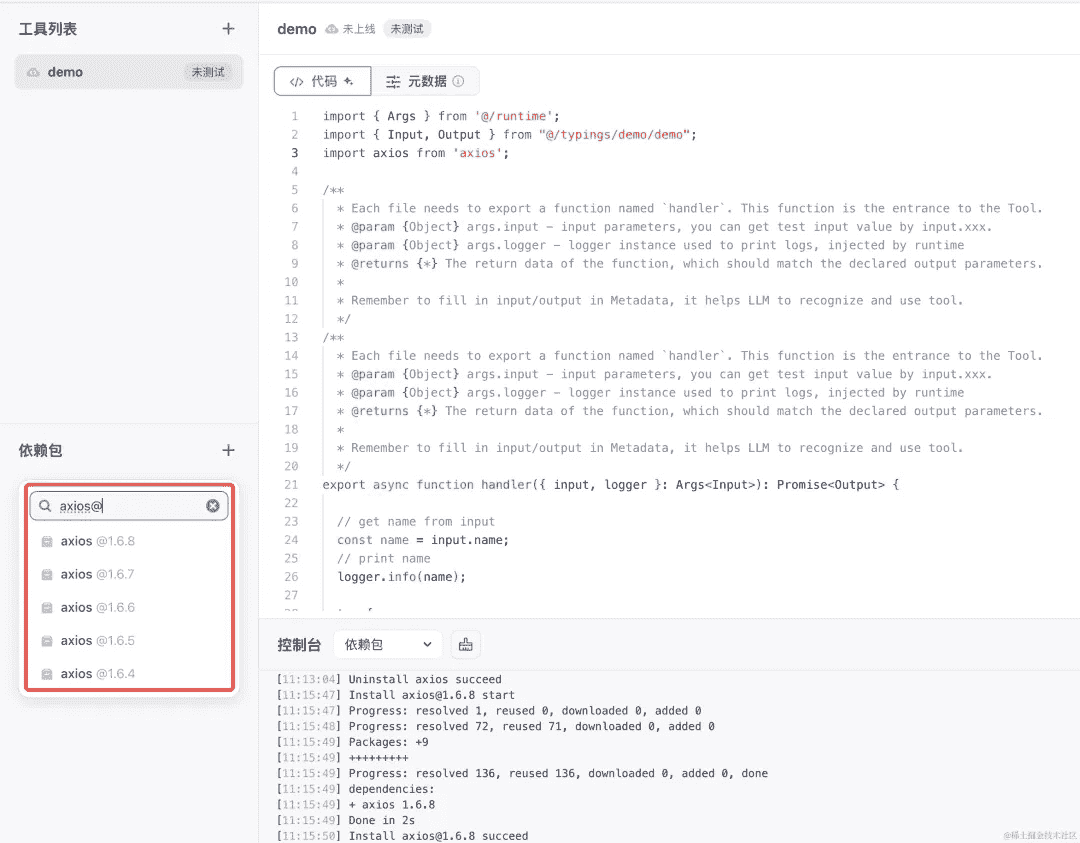 工具列表
demo 未测试
依赖包
axios@
axios @1.6.8
axios @1.6.7
axios @1.6.6
axios @1.6.5
axios @1.6.4
demo 未上线 未测试
代码 元数据
1 import { Args } from '@/runtime';
2 import { Input, Output } from "@/typings/demo/demo";
3 import axios from 'axios';
4
5 /**
6 * Each file needs to export a function named `handler`. This function is the entrance to the Tool.
7 * @param {Object} args.input - input parameters, you can get test input value by input.xxx.
8 * @param {Object} args.logger - logger instance used to print logs, injected by runtime
9 * @returns {*} The return data of the function, which should match the declared output parameters.
10 *
11 * Remember to fill in input/output in Metadata, it helps LLM to recognize and use tool.
12 */
13 /**
14 * Each file needs to export a function named `handler`. This function is the entrance to the Tool.
15 * @param {Object} args.input - input parameters, you can get test input value by input.xxx.
16 * @param {Object} args.logger - logger instance used to print logs, injected by runtime
17 * @returns {*} The return data of the function, which should match the declared output parameters.
18 *
19 * Remember to fill in input/output in Metadata, it helps LLM to recognize and use tool.
20 */
21 export async function handler({ input, logger }: Args<Input>): Promise<Output> {
22
23 // get name from input
24 const name = input.name;
25 // print name
26 logger.info(name);
27
控制台 依赖包
[11:13:04] Uninstall axios succeed
[11:15:47] Install axios@1.6.8 start
[11:15:47] Progress: resolved 1, reused 0, downloaded 0, added 0
[11:15:48] Progress: resolved 72, reused 71, downloaded 0, added 0
[11:15:49] Packages: +9
[11:15:49] +++++++++
[11:15:49] Progress: resolved 136, reused 136, downloaded 0, added 0, done
[11:15:49] dependencies:
[11:15:49] + axios 1.6.8
[11:15:49] Done in 2s
[11:15:50] Install axios@1.6.8 succeed
@稀土掘金技术社区